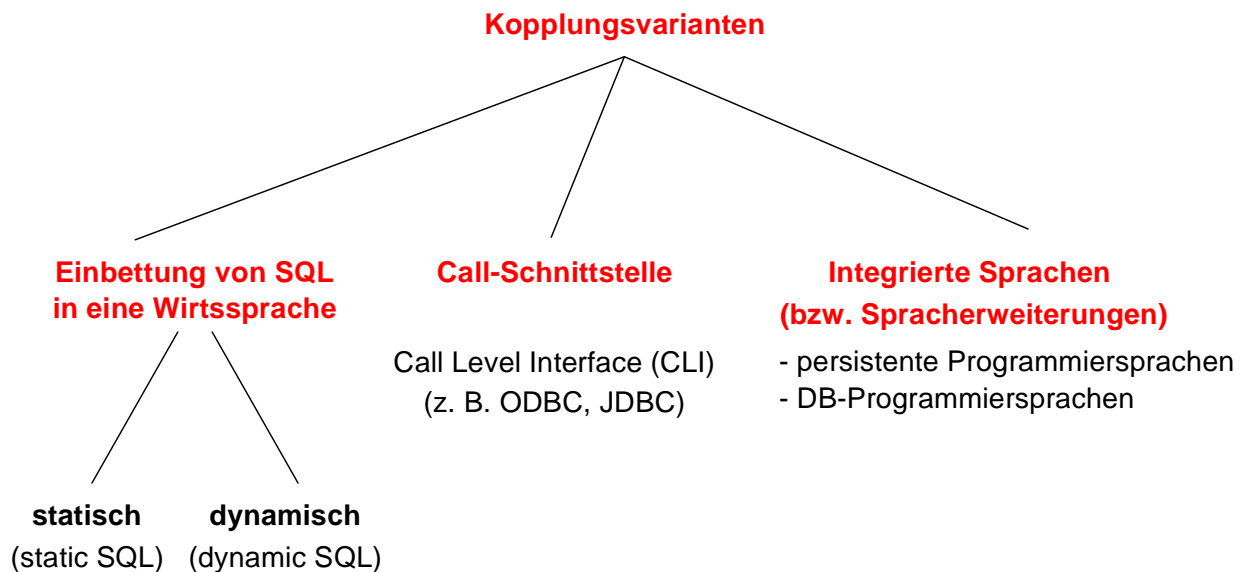 Kopplungsvarianten
Einbettung von SQL
in eine Wirtssprache
Call-Schnittstelle
Call Level Interface (CLI)
(z. B. ODBC, JDBC)
Integrierte Sprachen
(bzw. Spracherweiterungen)
- persistente Programmiersprachen
- DB-Programmiersprachen
statisch
(static SQL)
dynamisch
(dynamic SQL)